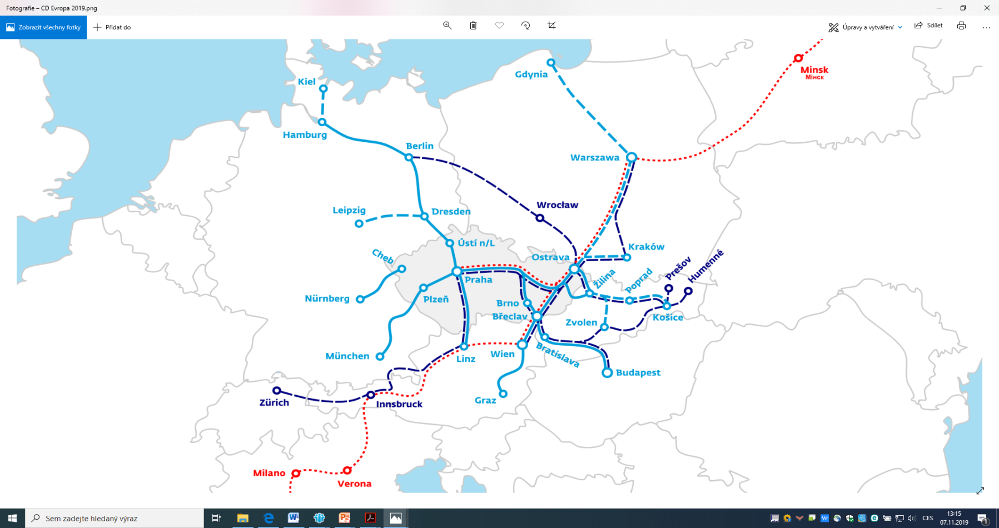 Fotografie – CD Evropa 2019.png
Zobrazit všechny fotky
Přidat do
Úpravy a vytváření
Sdílet
Minsk
Мінск
Gdynia
Kiel
Hamburg
Berlin
Warszawa
Wrocław
Leipzig
Dresden
Ústí n/L
Kraków
Cheb
Ostrava
Prešov
Humenné
Praha
Žilina
Poprad
Nürnberg
Plzeň
Brno
Břeclav
Zvolen
Košice
München
Linz
Wien
Bratislava
Budapest
Zürich
Innsbruck
Graz
Milano
Verona
Sem zadejte hledaný výraz
CES
13:15
07.11.2019
1